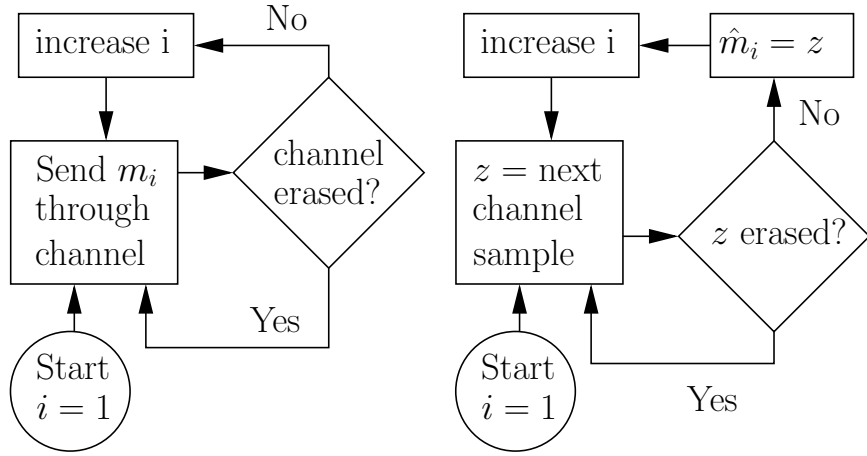 No
increase i
Send m_i
through
channel
channel
erased?
Yes
Start
i = 1
increase i
m̂_i = z
No
z = next
channel
sample
z erased?
Yes
Start
i = 1